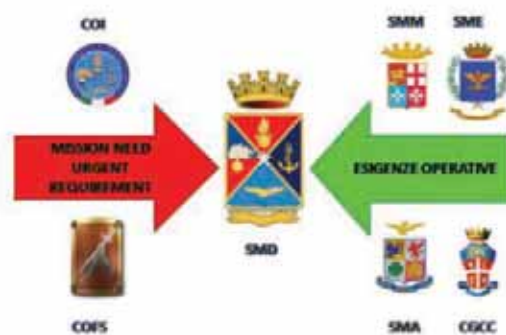 COI
SMM SME
MISSION NEED
URGENT
REQUIREMENT
ESIGENZE OPERATIVE
SMD
COFS
SMA CGCC